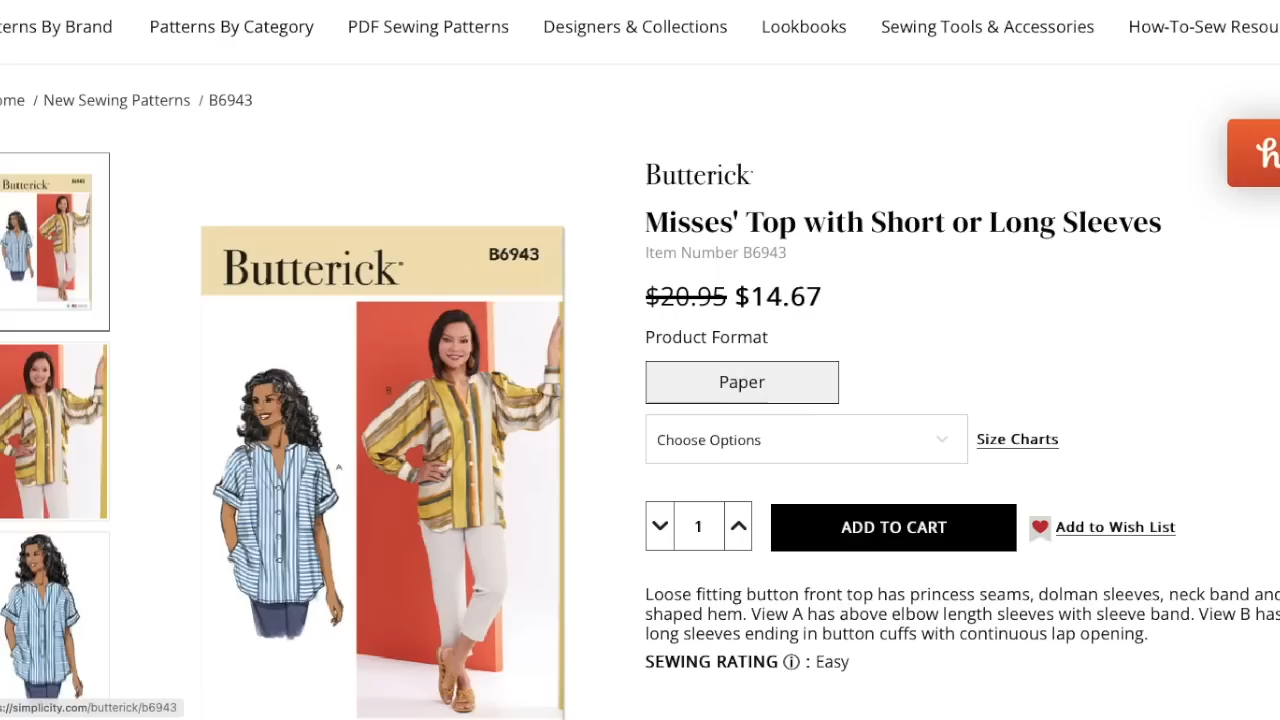 terns By Brand Patterns By Category PDF Sewing Patterns Designers & Collections Lookbooks Sewing Tools & Accessories How-To-Sew Resou
ome / New Sewing Patterns / B6943
Butterick
B6943
Butterick
B6943
A
B
Butterick
Misses' Top with Short or Long Sleeves
Item Number B6943
$20.95 $14.67
Product Format
Paper
Choose Options
Size Charts
1
ADD TO CART
Add to Wish List
Loose fitting button front top has princess seams, dolman sleeves, neck band and
shaped hem. View A has above elbow length sleeves with sleeve band. View B has
long sleeves ending in button cuffs with continuous lap opening.
SEWING RATING ⓘ : Easy
s://simplicity.com/butterick/b6943
h